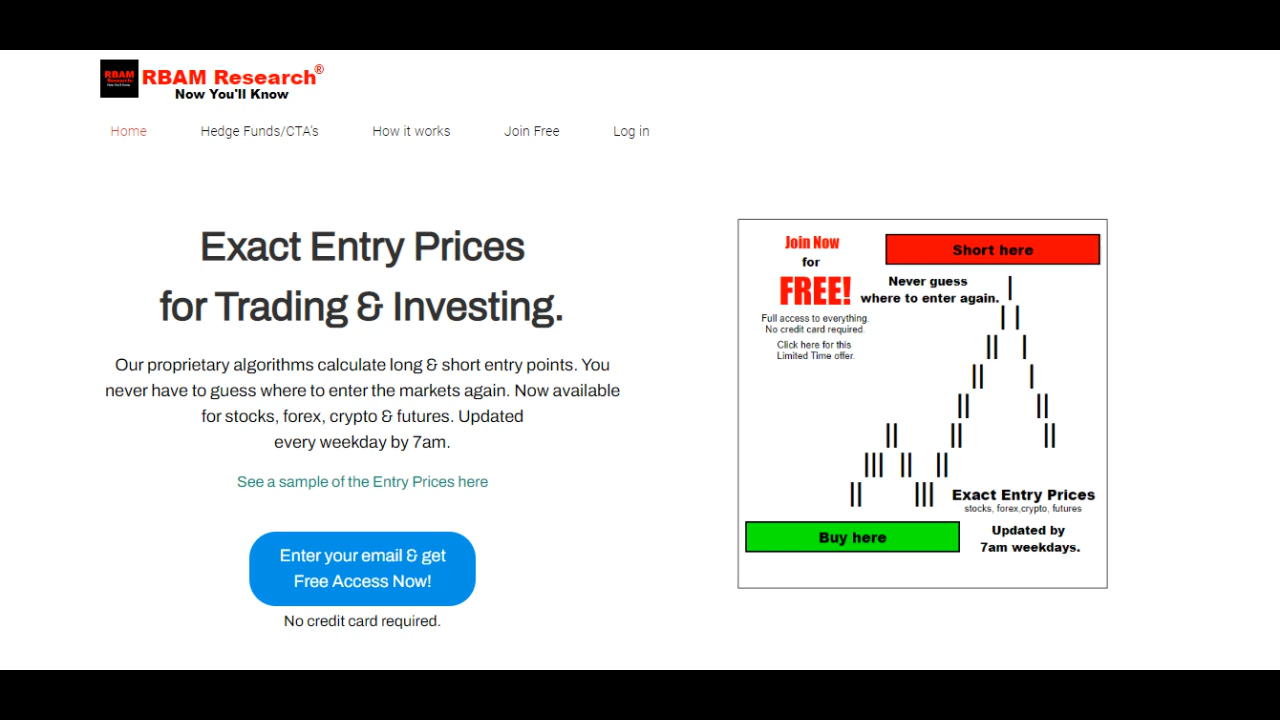 RBAM
Research
RBAM Research®
Now You'll Know
Home
Hedge Funds/CTA's
How it works
Join Free
Log in
Exact Entry Prices
for Trading & Investing.
Our proprietary algorithms calculate long & short entry points. You
never have to guess where to enter the markets again. Now available
for stocks, forex, crypto & futures. Updated
every weekday by 7am.
See a sample of the Entry Prices here
Enter your email & get
Free Access Now!
No credit card required.
Join Now
for
FREE!
Full access to everything.
No credit card required.
Click here for this
Limited Time offer.
Short here
Never guess
where to enter again.
Exact Entry Prices
stocks, forex,crypto, futures
Buy here
Updated by
7am weekdays.